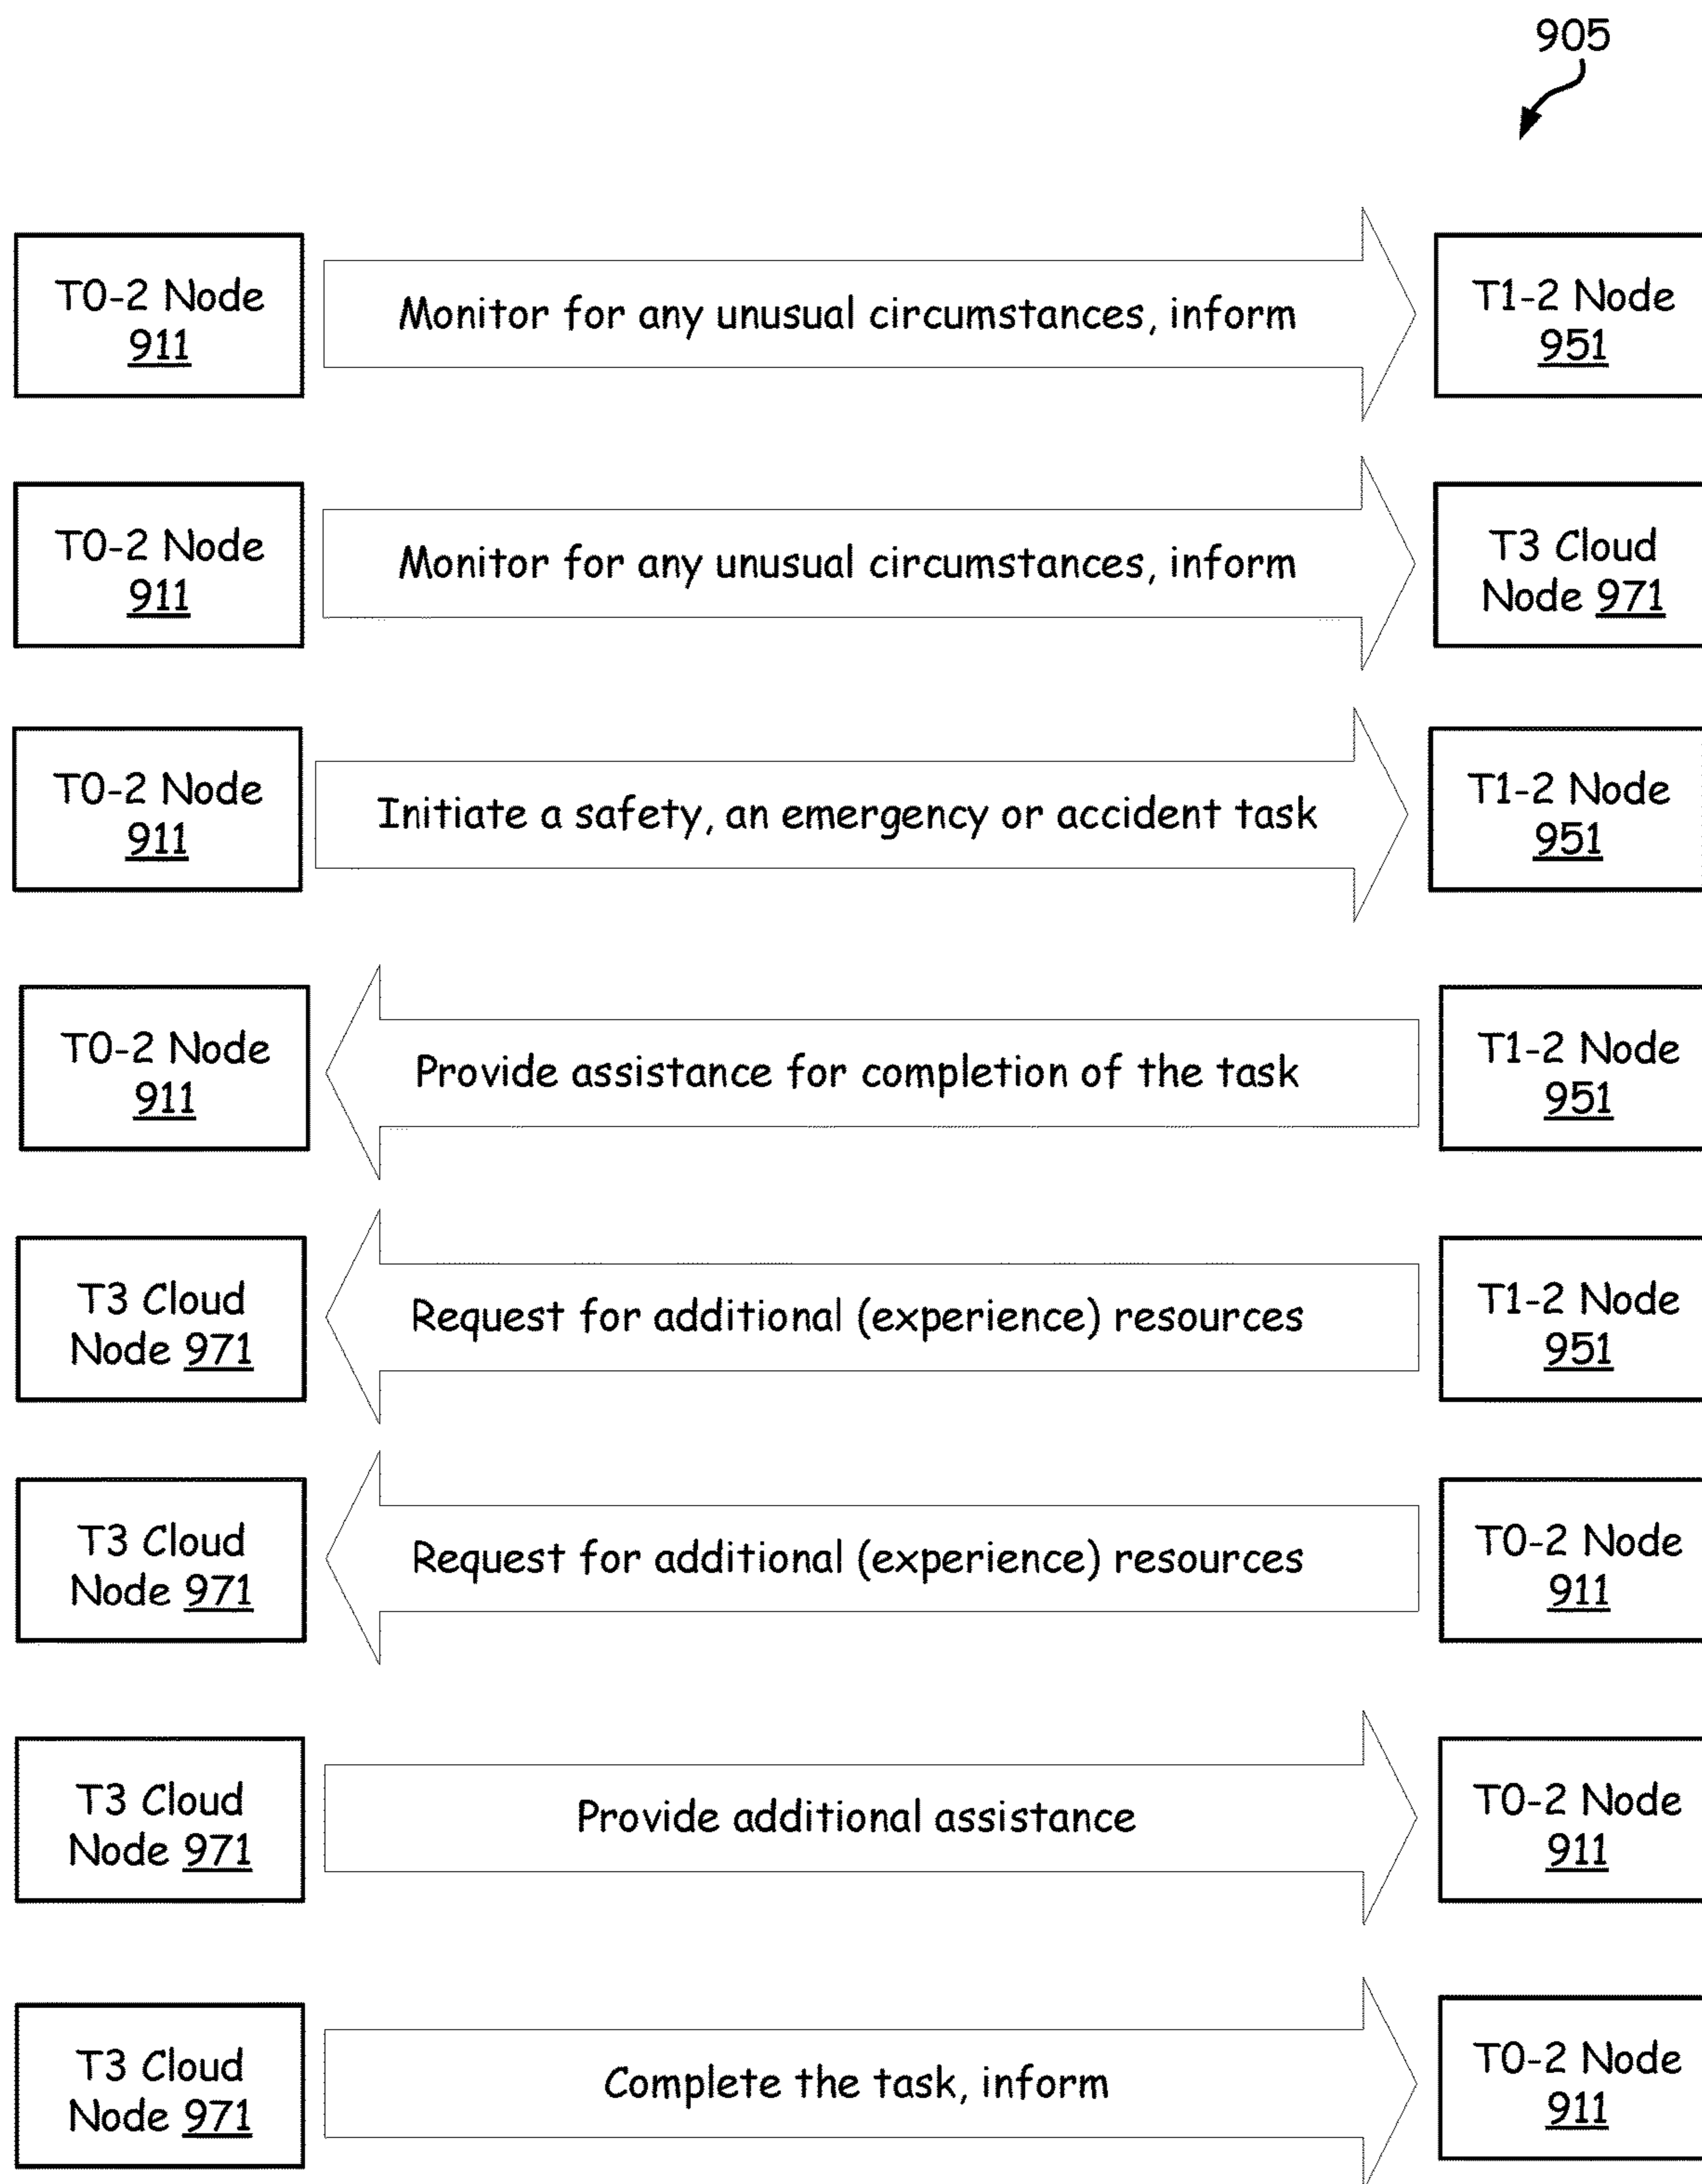 905
T0-2 Node
911
Monitor for any unusual circumstances, inform
T1-2 Node
951
T0-2 Node
911
Monitor for any unusual circumstances, inform
T3 Cloud
Node 971
T0-2 Node
911
Initiate a safety, an emergency or accident task
T1-2 Node
951
T0-2 Node
911
Provide assistance for completion of the task
T1-2 Node
951
T3 Cloud
Node 971
Request for additional (experience) resources
T1-2 Node
951
T3 Cloud
Node 971
Request for additional (experience) resources
T0-2 Node
911
T3 Cloud
Node 971
Provide additional assistance
T0-2 Node
911
T3 Cloud
Node 971
Complete the task, inform
T0-2 Node
911